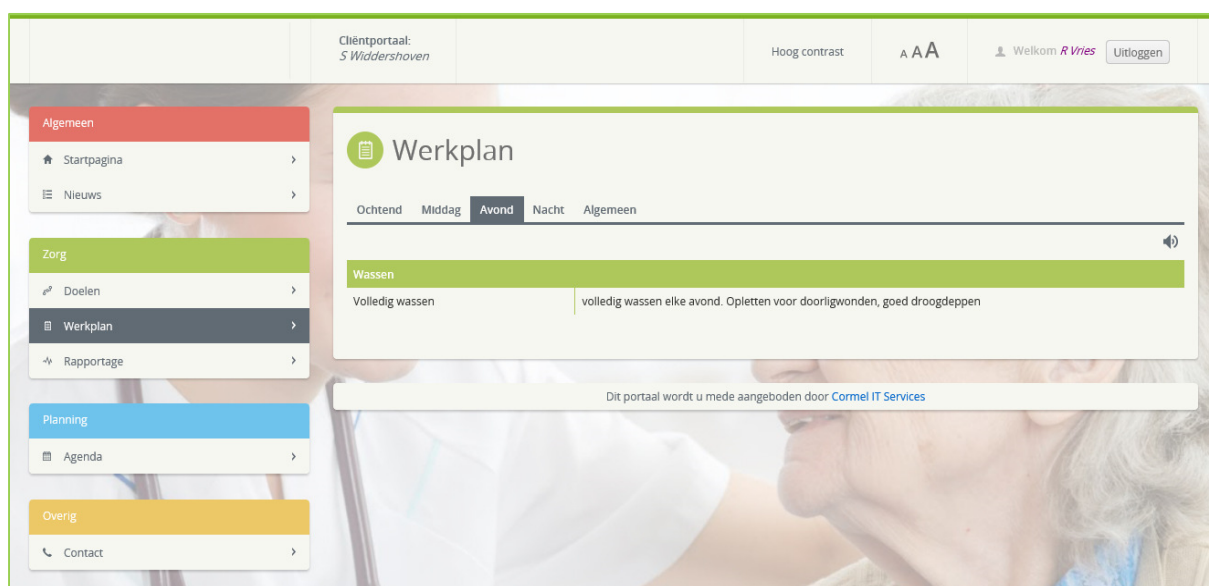 Cliëntportaal:
S Widdershoven
Hoog contrast
A A A
Welkom R Vries
Uitloggen
Algemeen
Startpagina
Nieuws
Zorg
Doelen
Werkplan
Rapportage
Planning
Agenda
Overig
Contact
Werkplan
Ochtend Middag Avond Nacht Algemeen
Wassen
Volledig wassen volledig wassen elke avond. Opletten voor doorligwonden, goed droogdeppen
Dit portaal wordt u mede aangeboden door Cormel IT Services